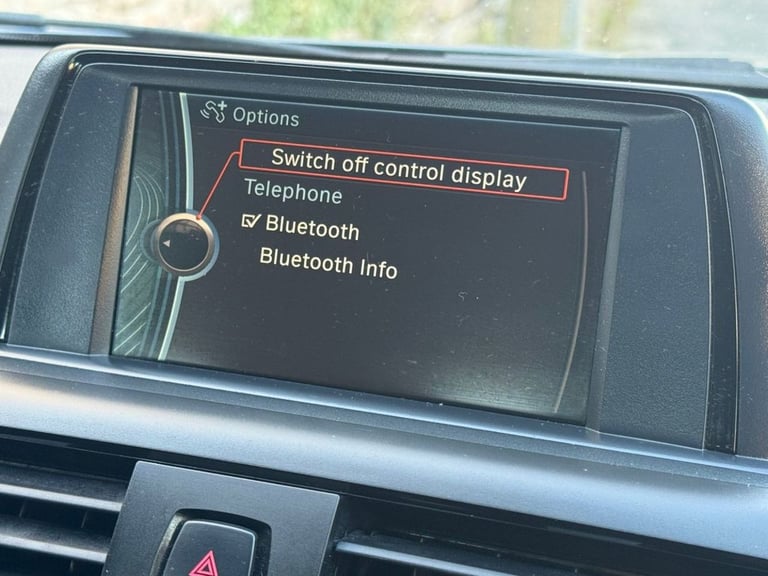 Options
Switch off control display
Telephone
Bluetooth
Bluetooth Info